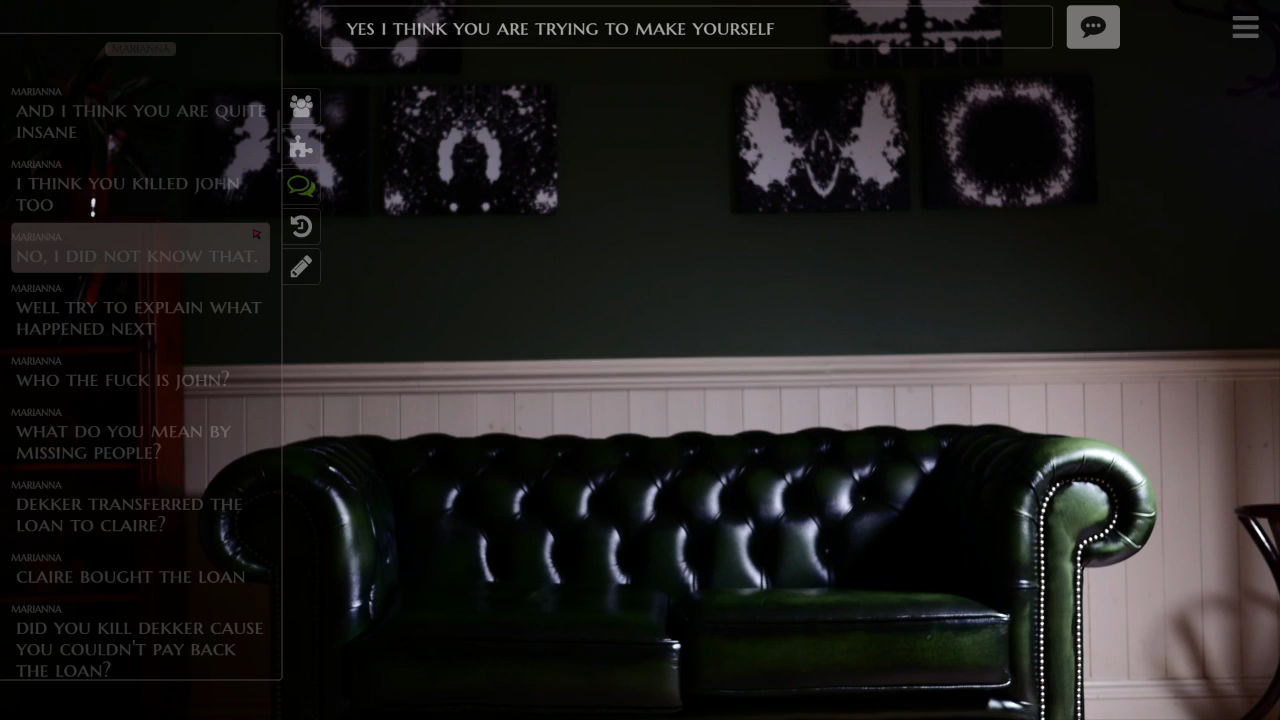 YES I THINK YOU ARE TRYING TO MAKE YOURSELF
MARIANNA
MARIANNA
AND I THINK YOU ARE QUITE
INSANE
MARIANNA
I THINK YOU KILLED JOHN
TOO
MARIANNA
NO, I DID NOT KNOW THAT.
MARIANNA
WELL TRY TO EXPLAIN WHAT
HAPPENED NEXT
MARIANNA
WHO THE FUCK IS JOHN?
MARIANNA
WHAT DO YOU MEAN BY
MISSING PEOPLE?
MARIANNA
DEKKER TRANSFERRED THE
LOAN TO CLAIRE?
MARIANNA
CLAIRE BOUGHT THE LOAN
MARIANNA
DID YOU KILL DEKKER CAUSE
YOU COULDN'T PAY BACK
THE LOAN?